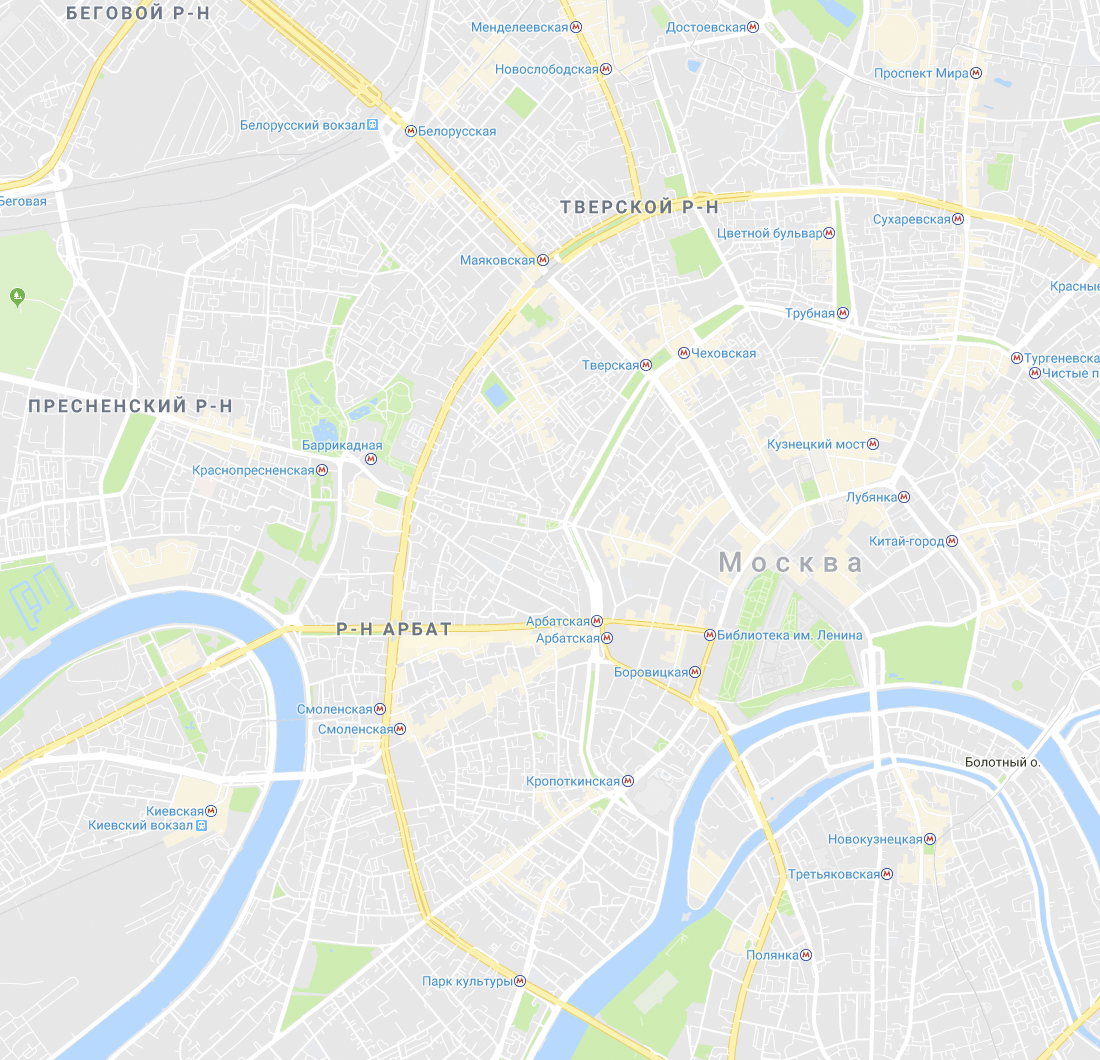 БЕГОВОЙ Р-Н
Менделеевская
Достоевская
Новослободская
Проспект Мира
Белорусский вокзал
Белорусская
Беговая
ТВЕРСКОЙ Р-Н
Сухаревская
Цветной бульвар
Маяковская
Красные
Трубная
Чеховская
Тургеневска
Тверская
Чистые п
ПРЕСНЕНСКИЙ Р-Н
Баррикадная
Кузнецкий мост
Краснопресненская
Лубянка
Китай-город
Москва
Арбатская
Р-Н АРБАТ
Арбатская
Библиотека им. Ленина
Боровицкая
Смоленская
Смоленская
Болотный о.
Кропоткинская
Киевская
Киевский вокзал
Новокузнецкая
Третьяковская
Полянка
Парк культуры